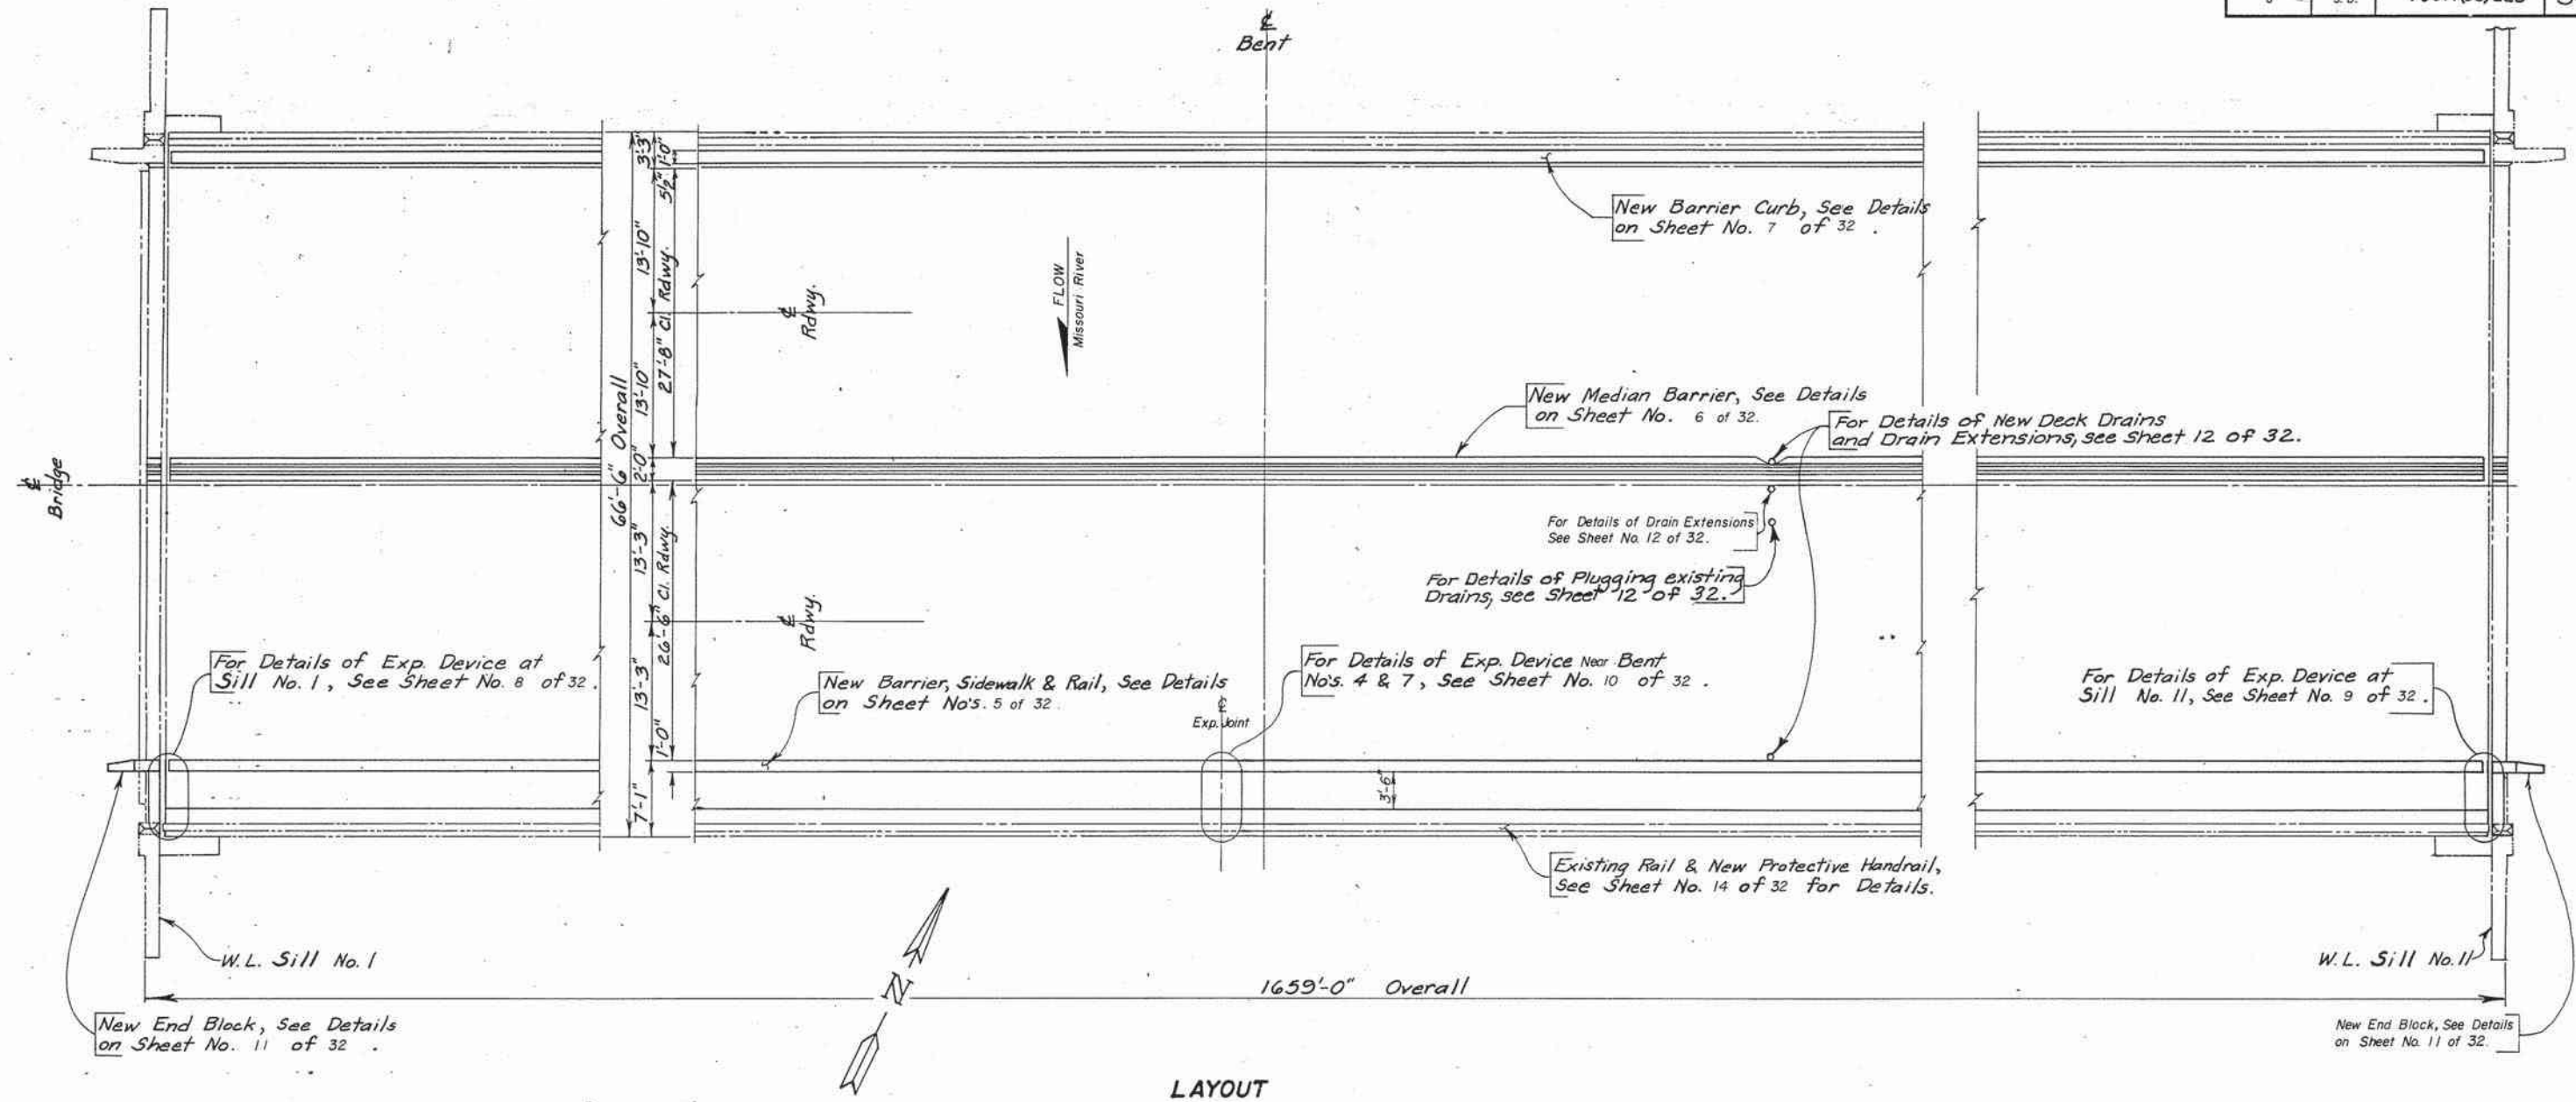 ℄
Bent
New Barrier Curb, See Details
on Sheet No. 7 of 32 .
3'-3"
1'-0"
5½"
13'-10"
27'-8" Cl. Rdwy.
13'-10"
66'-6" Overall
2'-0"
13'-3"
26'-6" Cl. Rdwy.
13'-3"
1'-0"
7'-1"
℄
Rdwy.
FLOW
Missouri River
New Median Barrier, See Details
on Sheet No. 6 of 32.
For Details of New Deck Drains
and Drain Extensions, see Sheet 12 of 32.
℄
Bridge
For Details of Drain Extensions
See Sheet No. 12 of 32.
For Details of Plugging existing
Drains, see Sheet 12 of 32.
℄
Rdwy.
For Details of Exp. Device at
Sill No. 1, See Sheet No. 8 of 32.
New Barrier, Sidewalk & Rail, See Details
on Sheet No's. 5 of 32
For Details of Exp. Device Near Bent
No's. 4 & 7, See Sheet No. 10 of 32 .
For Details of Exp. Device at
Sill No. 11, See Sheet No. 9 of 32.
℄
Exp. Joint
3'-6"
Existing Rail & New Protective Handrail,
See Sheet No. 14 of 32 for Details.
W.L. Sill No. 1
W.L. Sill No. 11
N
1659'-0" Overall
New End Block, See Details
on Sheet No. 11 of 32 .
New End Block, See Details
on Sheet No. 11 of 32.
LAYOUT